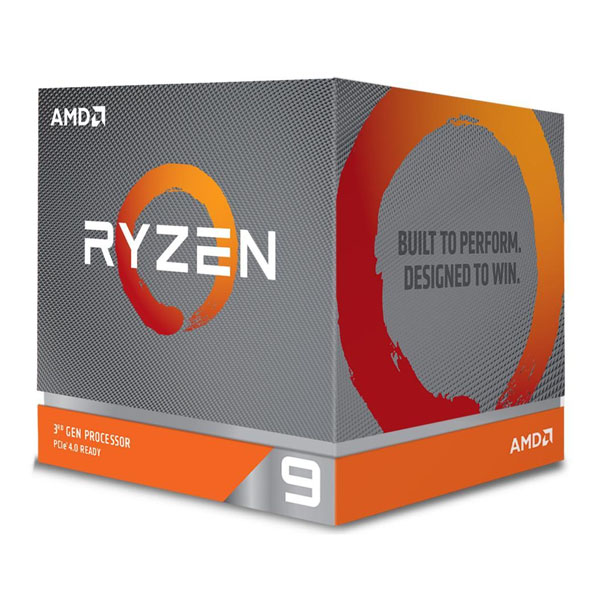 AMD
RYZEN
3RD GEN PROCESSOR
PCIe 4.0 READY
9
BUILT TO PERFORM.
DESIGNED TO WIN.
AMD